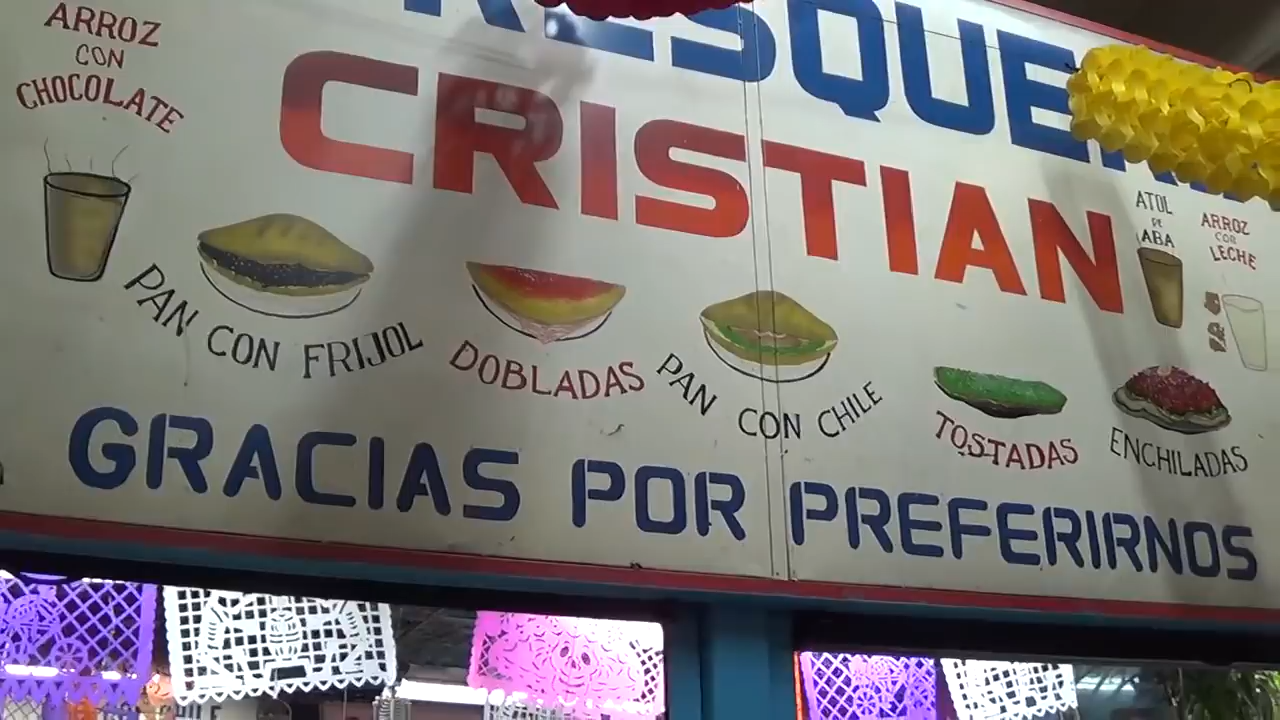 ARROZ
CON
CHOCOLATE
CRISTIAN
ATOL
DE
ABA
ARROZ
CON
LECHE
PAN CON FRIJOL
DOBLADAS
PAN CON CHILE
TOSTADAS
ENCHILADAS
GRACIAS POR PREFERIRNOS